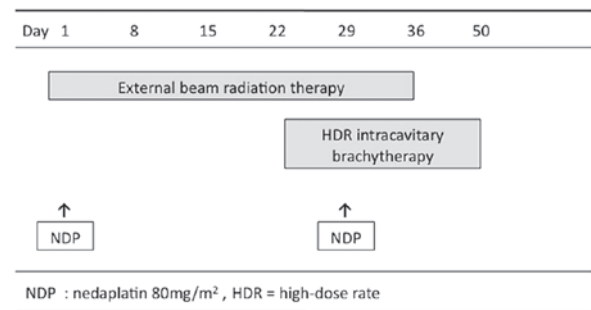 Day 1 8 15 22 29 36 50
External beam radiation therapy
HDR intracavitary
brachytherapy
↑ ↑
NDP NDP
NDP : nedaplatin 80mg/m², HDR = high-dose rate